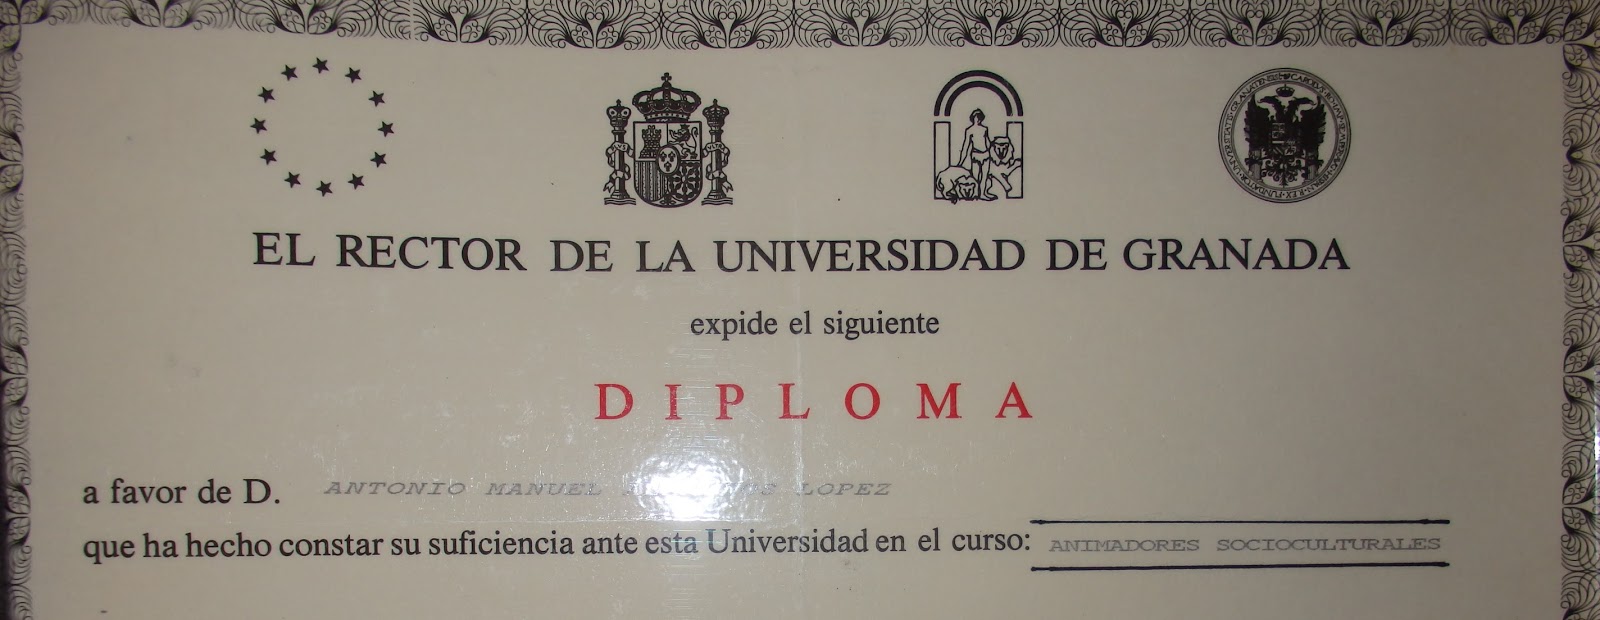 EL RECTOR DE LA UNIVERSIDAD DE GRANADA
expide el siguiente
DIPLOMA
a favor de D. ANTONIO MANUEL LOPEZ
que ha hecho constar su suficiencia ante esta Universidad en el curso: ANIMADORES SOCIOCULTURALES